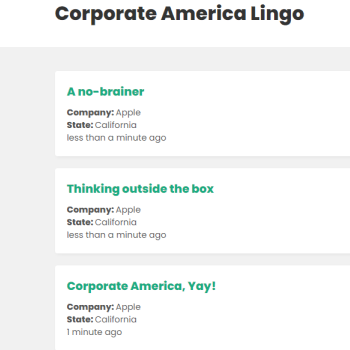 Corporate America Lingo
A no-brainer
Company: Apple
State: California
less than a minute ago
Thinking outside the box
Company: Apple
State: California
less than a minute ago
Corporate America, Yay!
Company: Apple
State: California
1 minute ago